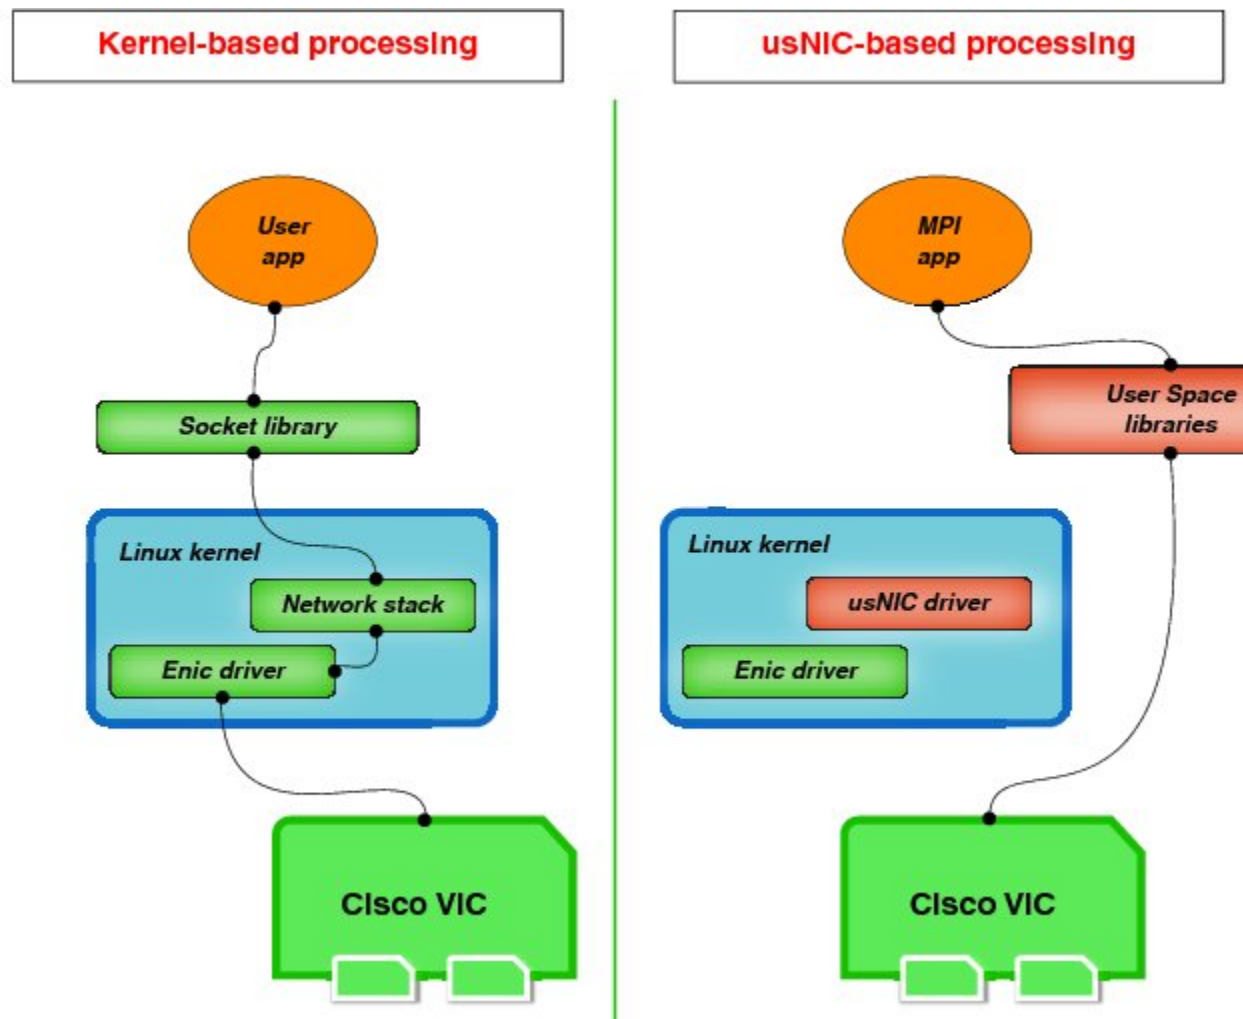 Kernel-based processing
usNIC-based processing
User
app
Socket library
Linux kernel
Network stack
Enic driver
Cisco VIC
MPI
app
User Space
libraries
Linux kernel
usNIC driver
Enic driver
Cisco VIC